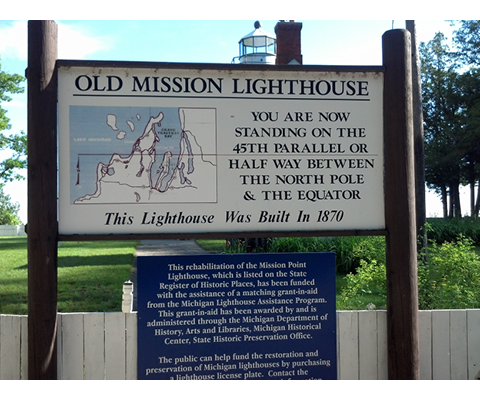 OLD MISSION LIGHTHOUSE
LAKE MICHIGAN
GRAND
TRAVERSE
BAY
YOU ARE NOW
STANDING ON THE
45TH PARALLEL OR
HALF WAY BETWEEN
THE NORTH POLE
& THE EQUATOR
This Lighthouse Was Built In 1870
This rehabilitation of the Mission Point
Lighthouse, which is listed on the State
Register of Historic Places, has been funded
with the assistance of a matching grant-in-aid
from the Michigan Lighthouse Assistance Program.
This grant-in-aid has been awarded by and is
administered through the Michigan Department of
History, Arts and Libraries, Michigan Historical
Center, State Historic Preservation Office.
The public can help fund the restoration and
preservation of Michigan lighthouses by purchasing
a lighthouse license plate. Contact the